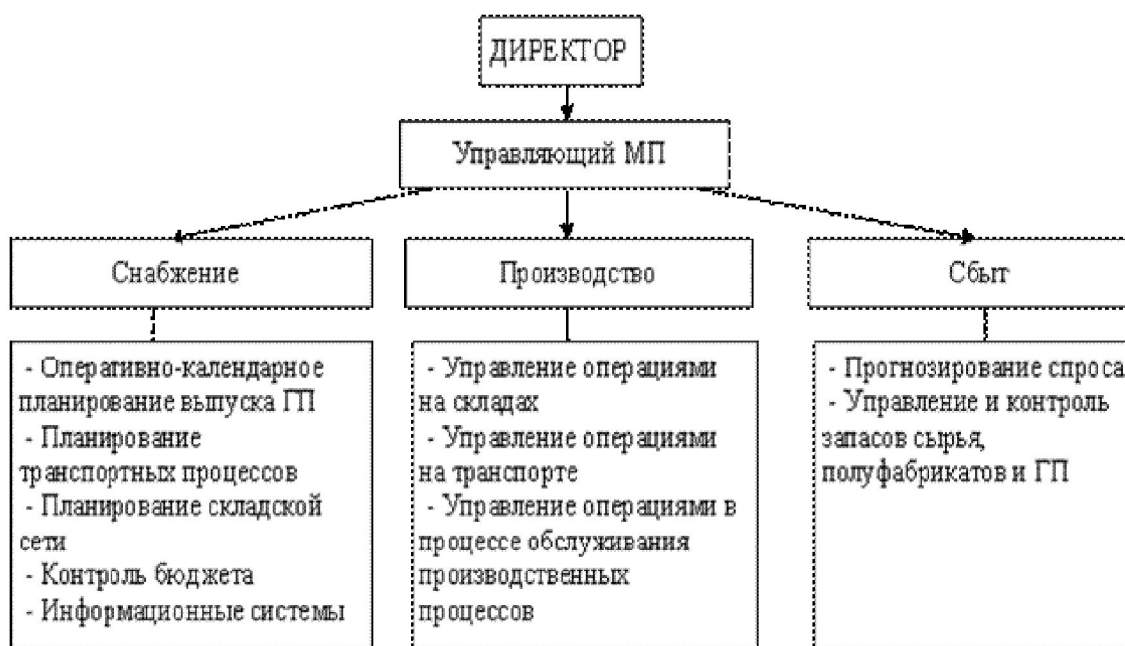 ДИРЕКТОР
Управляющий МП
Снабжение
Производство
Сбыт
- Оперативно-календарное
планирование выпуска ГП
- Планирование
транспортных процессов
- Планирование складской
сети
- Контроль бюджета
- Информационные системы
- Управление операциями
на складах
- Управление операциями
на транспорте
- Управление операциями в
процессе обслуживания
производственных
процессов
- Прогнозирование спроса
- Управление и контроль
запасов сырья,
полуфабрикатов и ГП